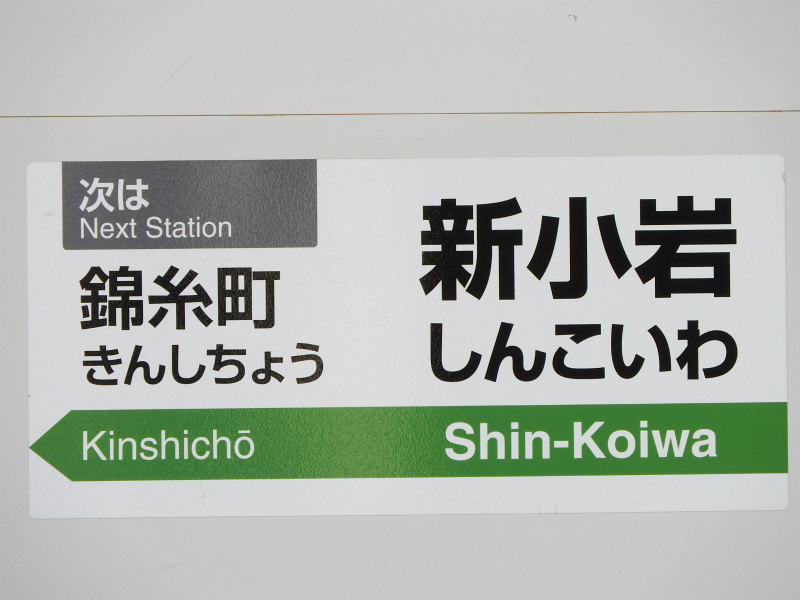 次は
Next Station
錦糸町
きんしちょう
Kinshichō
新小岩
しんこいわ
Shin-Koiwa